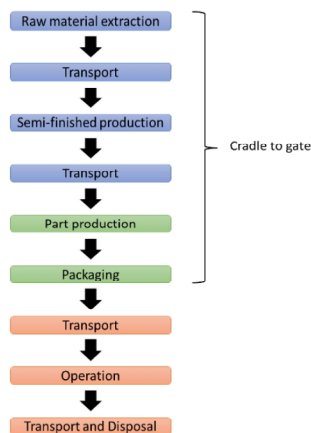 Raw material extraction
Transport
Semi-finished production
Transport
Part production
Packaging
Transport
Operation
Transport and Disposal
Cradle to gate